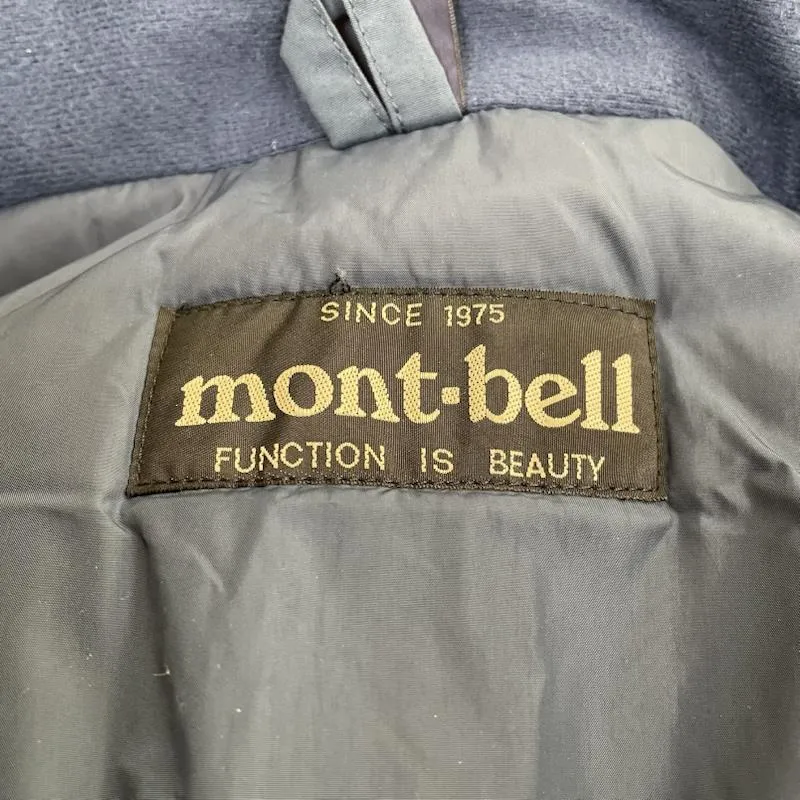 SINCE 1975
mont-bell
FUNCTION IS BEAUTY